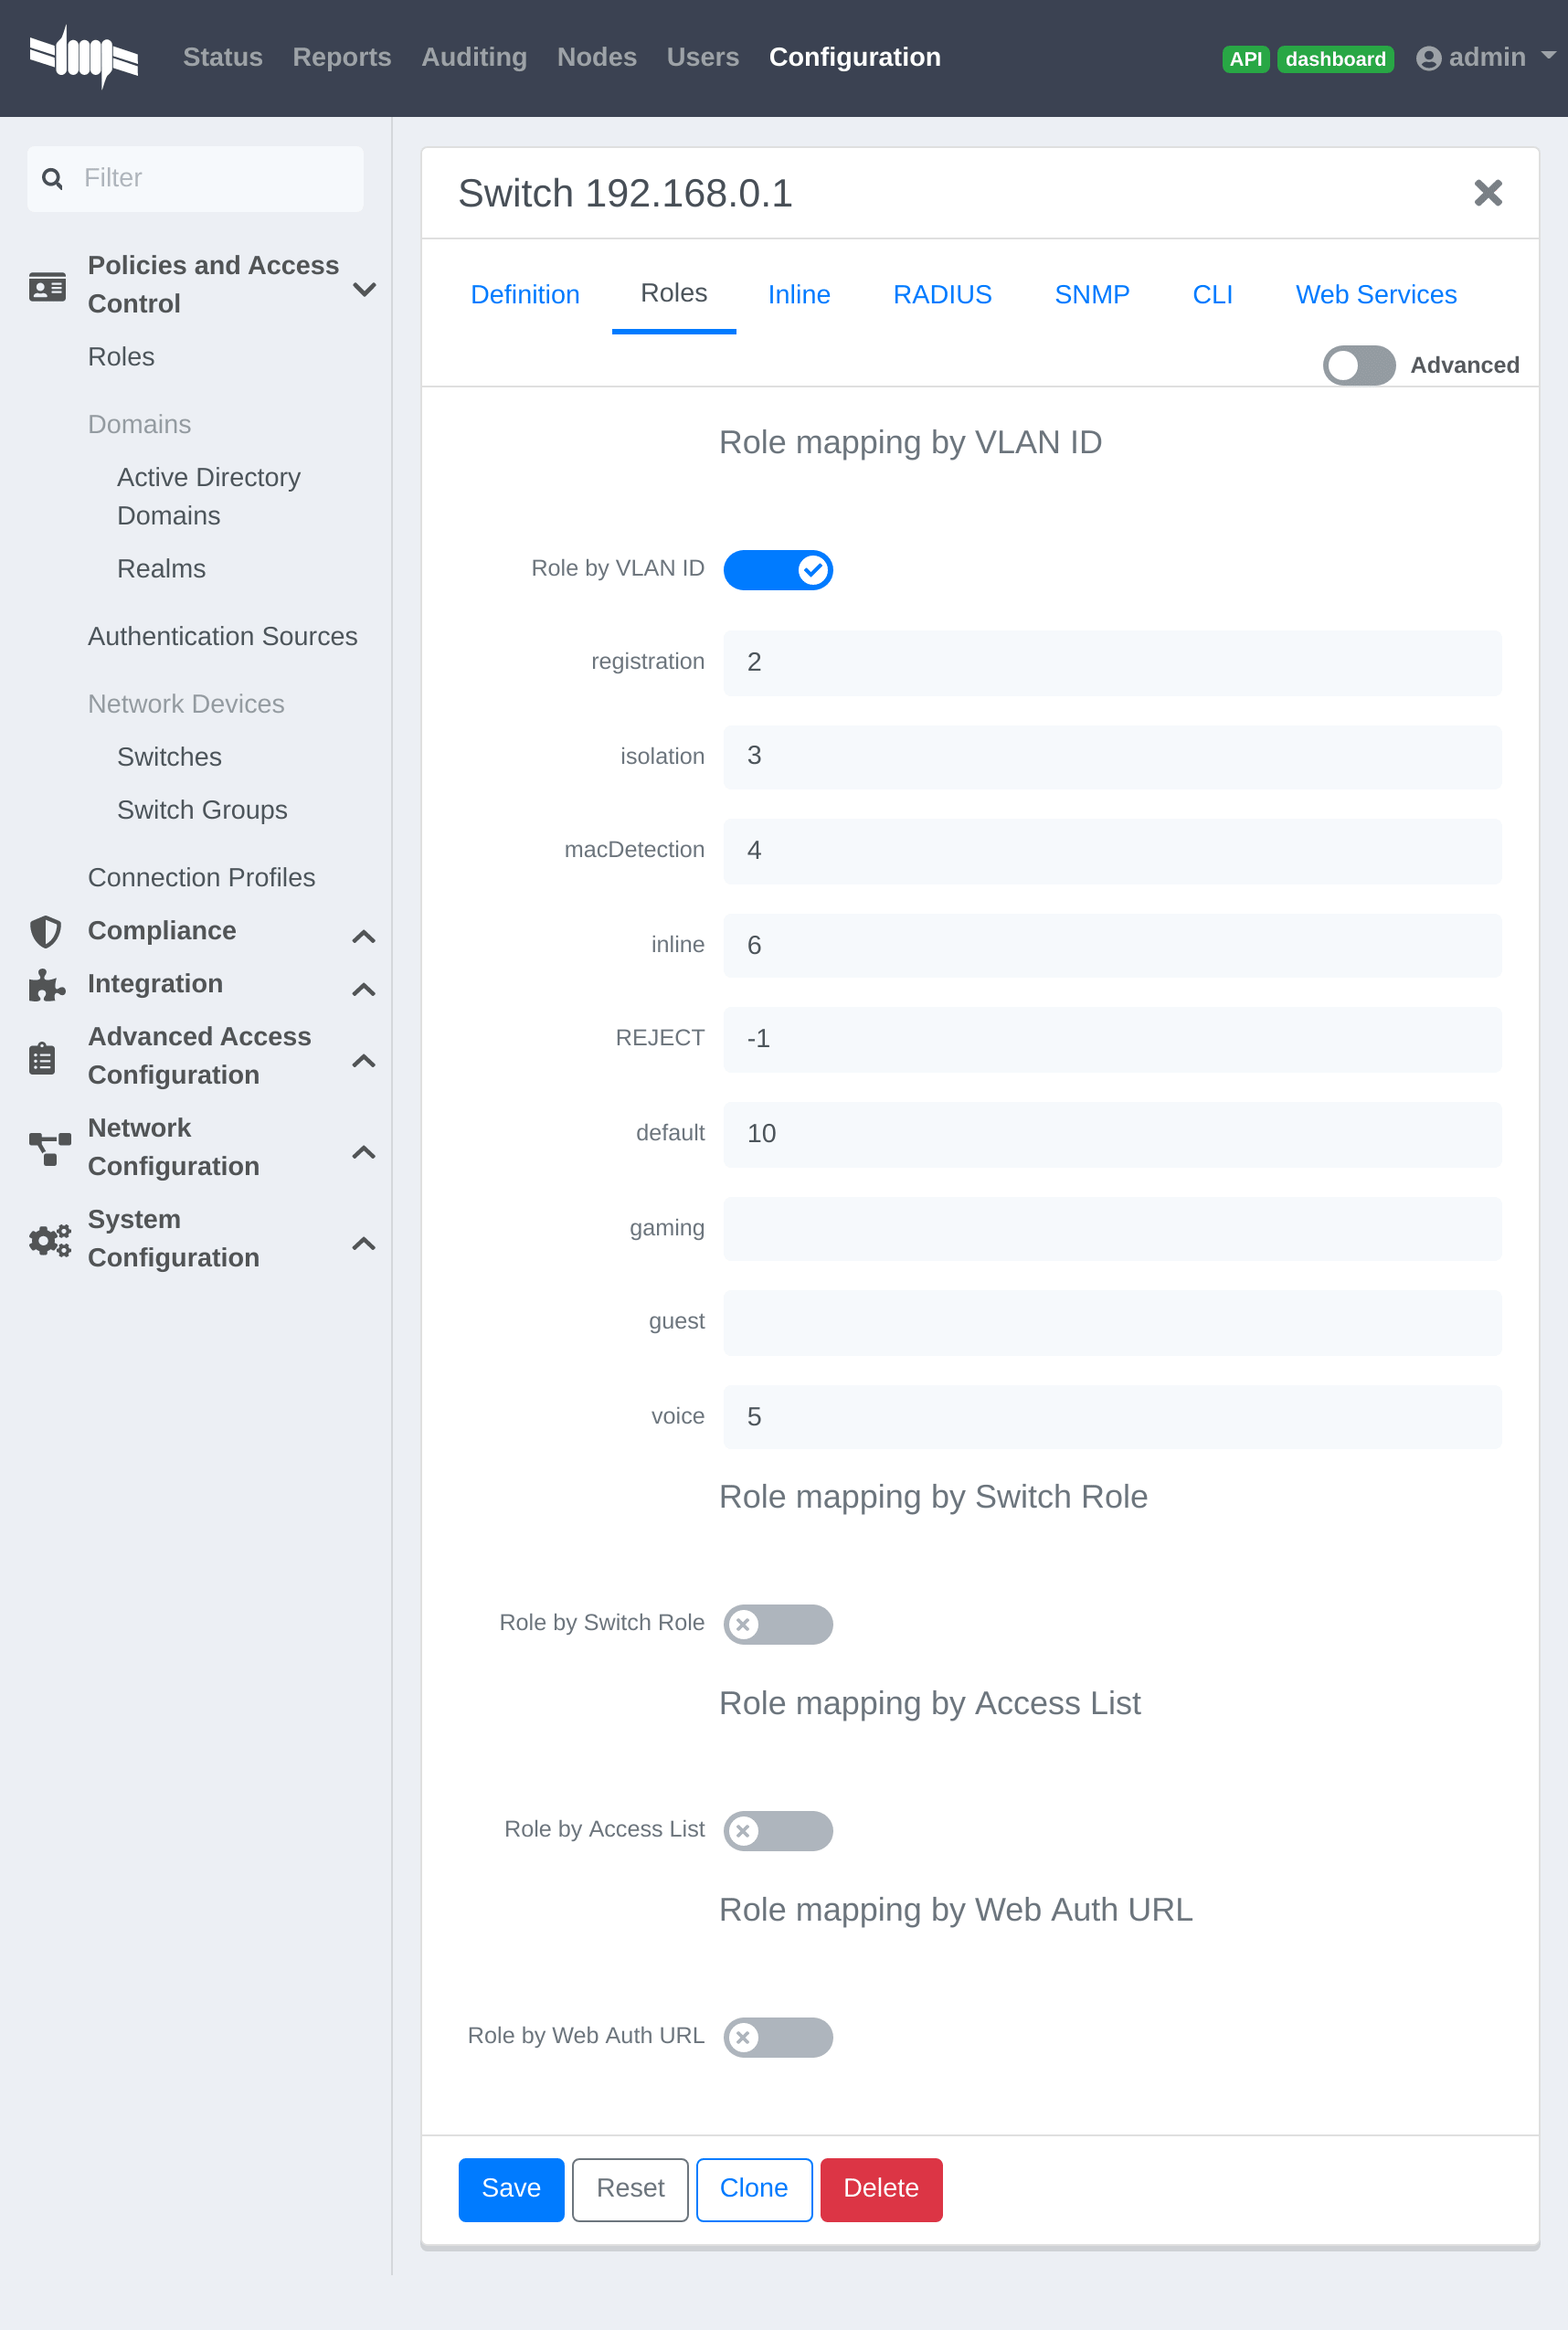 Status Reports Auditing Nodes Users Configuration API dashboard admin
Filter
Policies and Access
Control
Roles
Domains
Active Directory
Domains
Realms
Authentication Sources
Network Devices
Switches
Switch Groups
Connection Profiles
Compliance
Integration
Advanced Access
Configuration
Network
Configuration
System
Configuration
Switch 192.168.0.1
Definition Roles Inline RADIUS SNMP CLI Web Services
Advanced
Role mapping by VLAN ID
Role by VLAN ID
registration 2
isolation 3
macDetection 4
inline 6
REJECT -1
default 10
gaming
guest
voice 5
Role mapping by Switch Role
Role by Switch Role
Role mapping by Access List
Role by Access List
Role mapping by Web Auth URL
Role by Web Auth URL
Save Reset Clone Delete